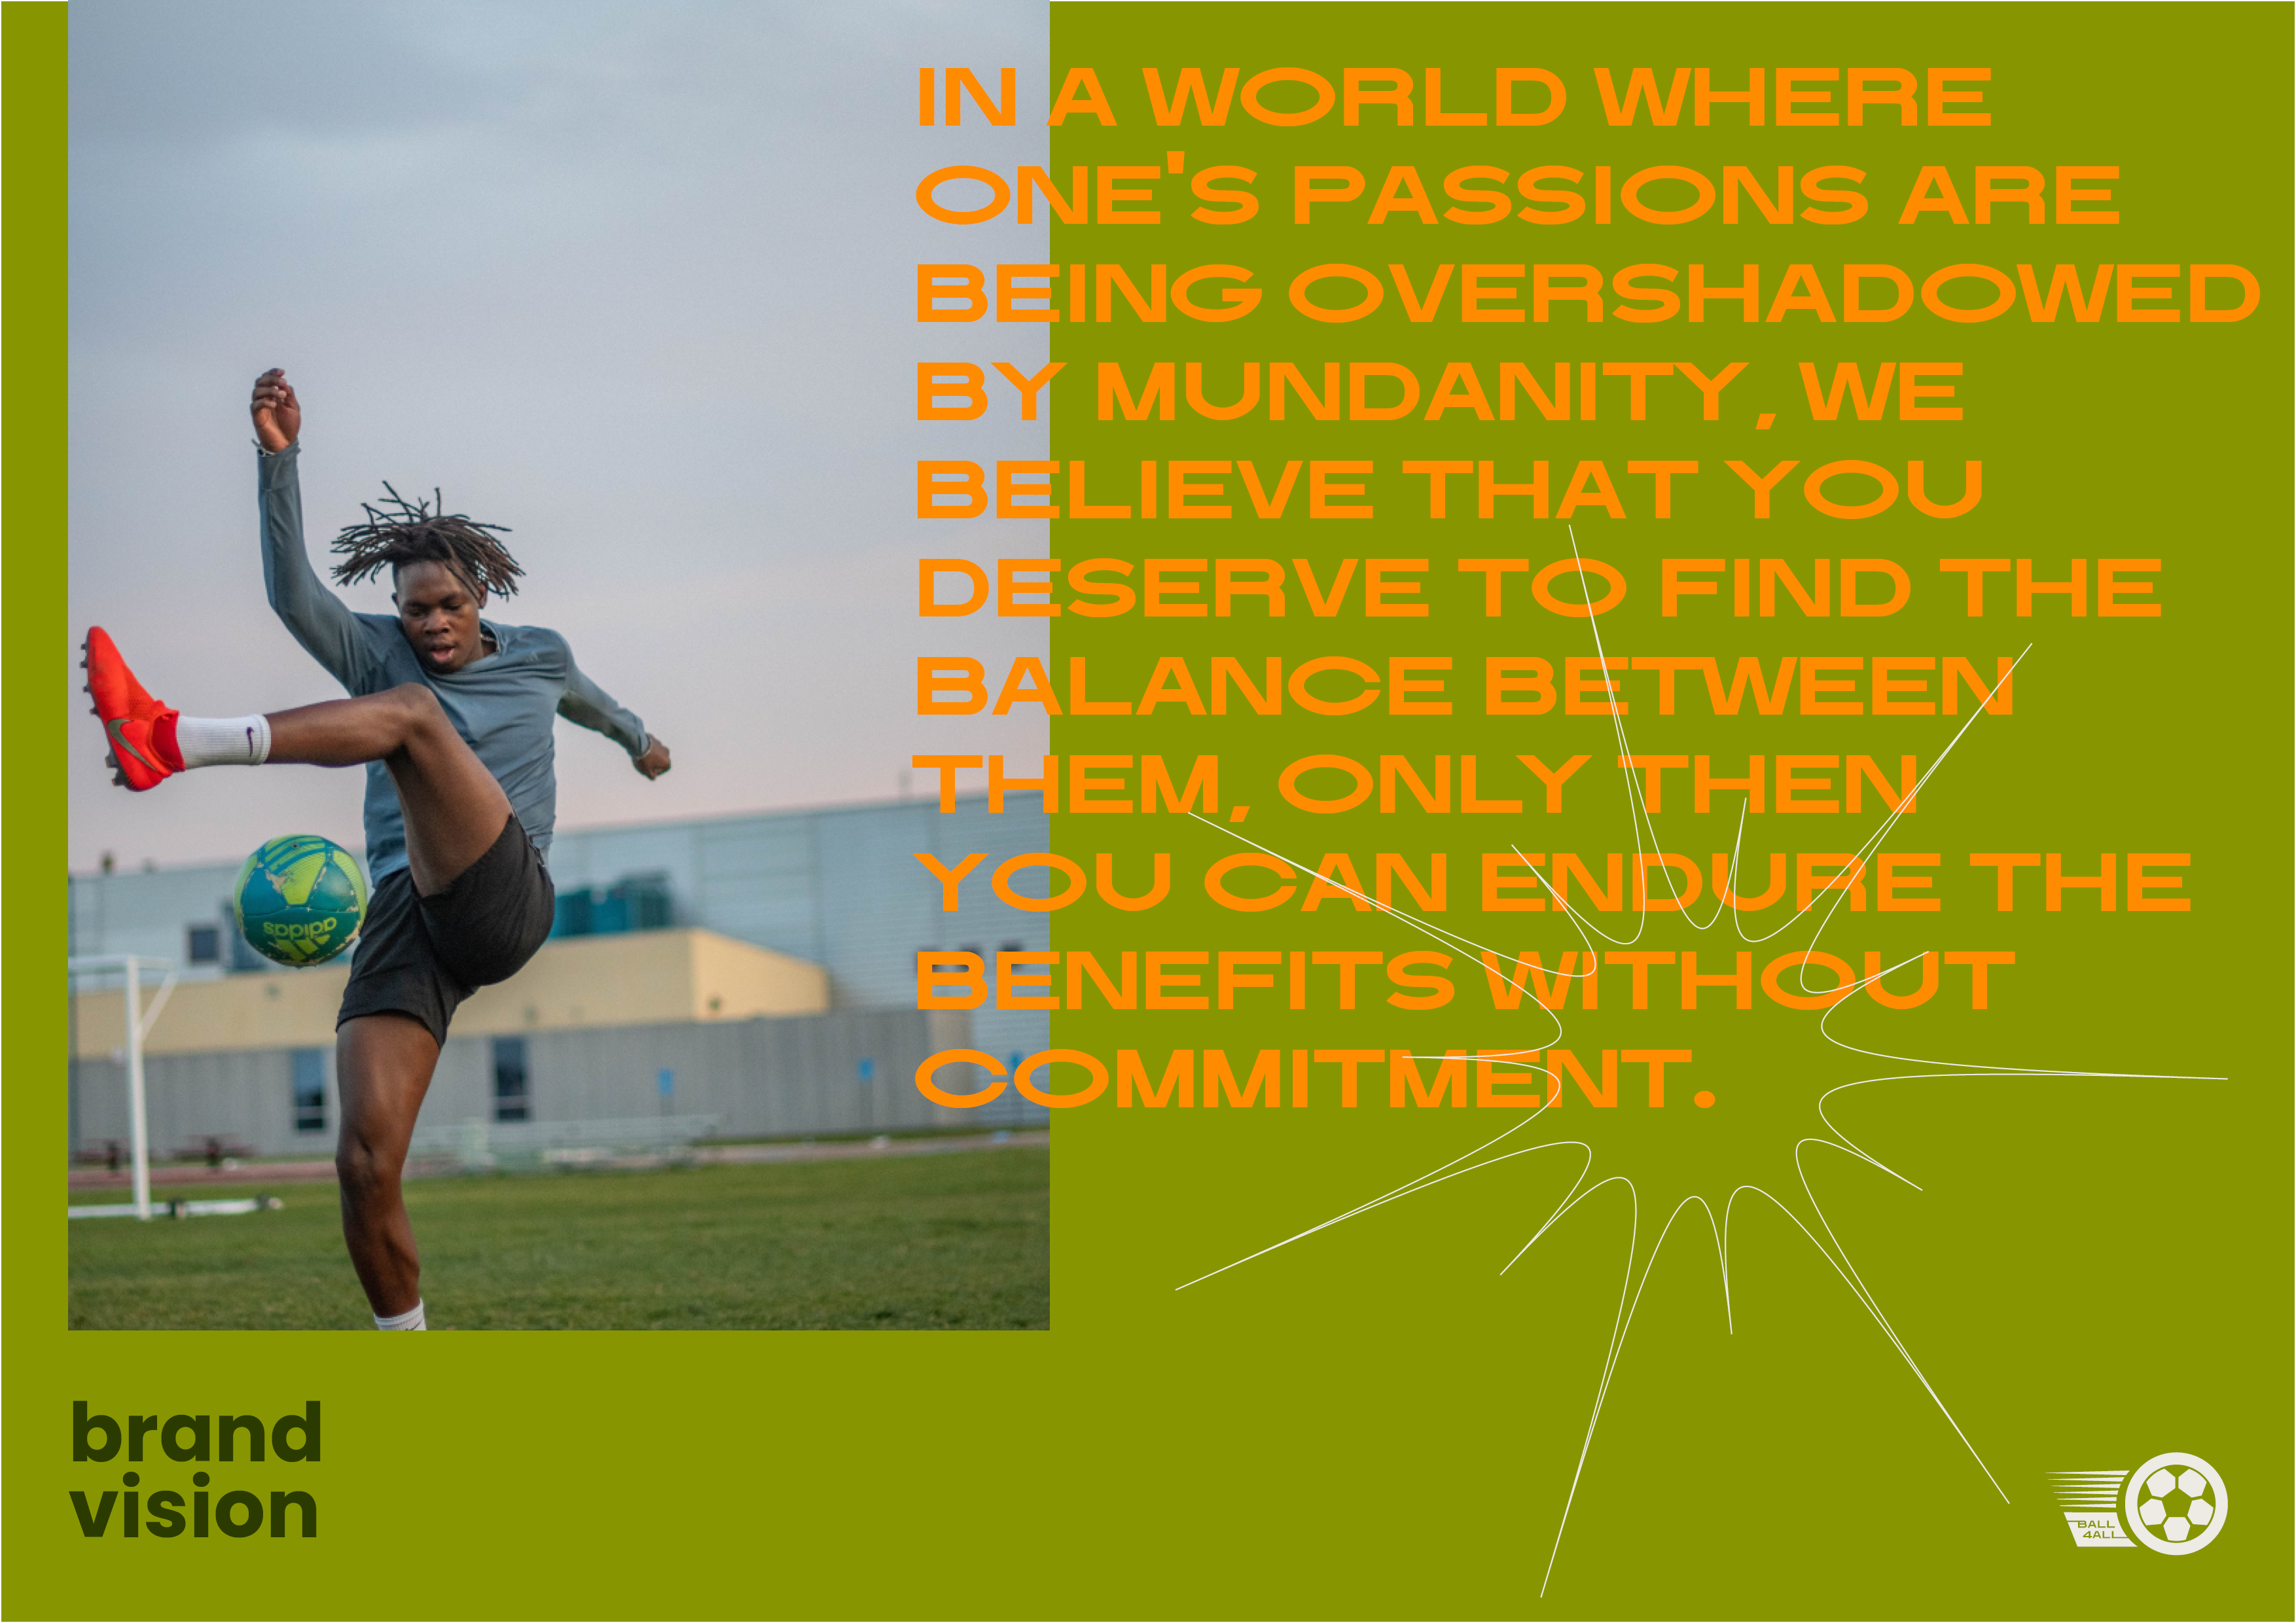 IN A WORLD WHERE
ONE'S PASSIONS ARE
BEING OVERSHADOWED
BY MUNDANITY, WE
BELIEVE THAT YOU
DESERVE TO FIND THE
BALANCE BETWEEN
THEM, ONLY THEN
YOU CAN ENDURE THE
BENEFITS WITHOUT
COMMITMENT.
adidas
brand
vision
BALL
4ALL